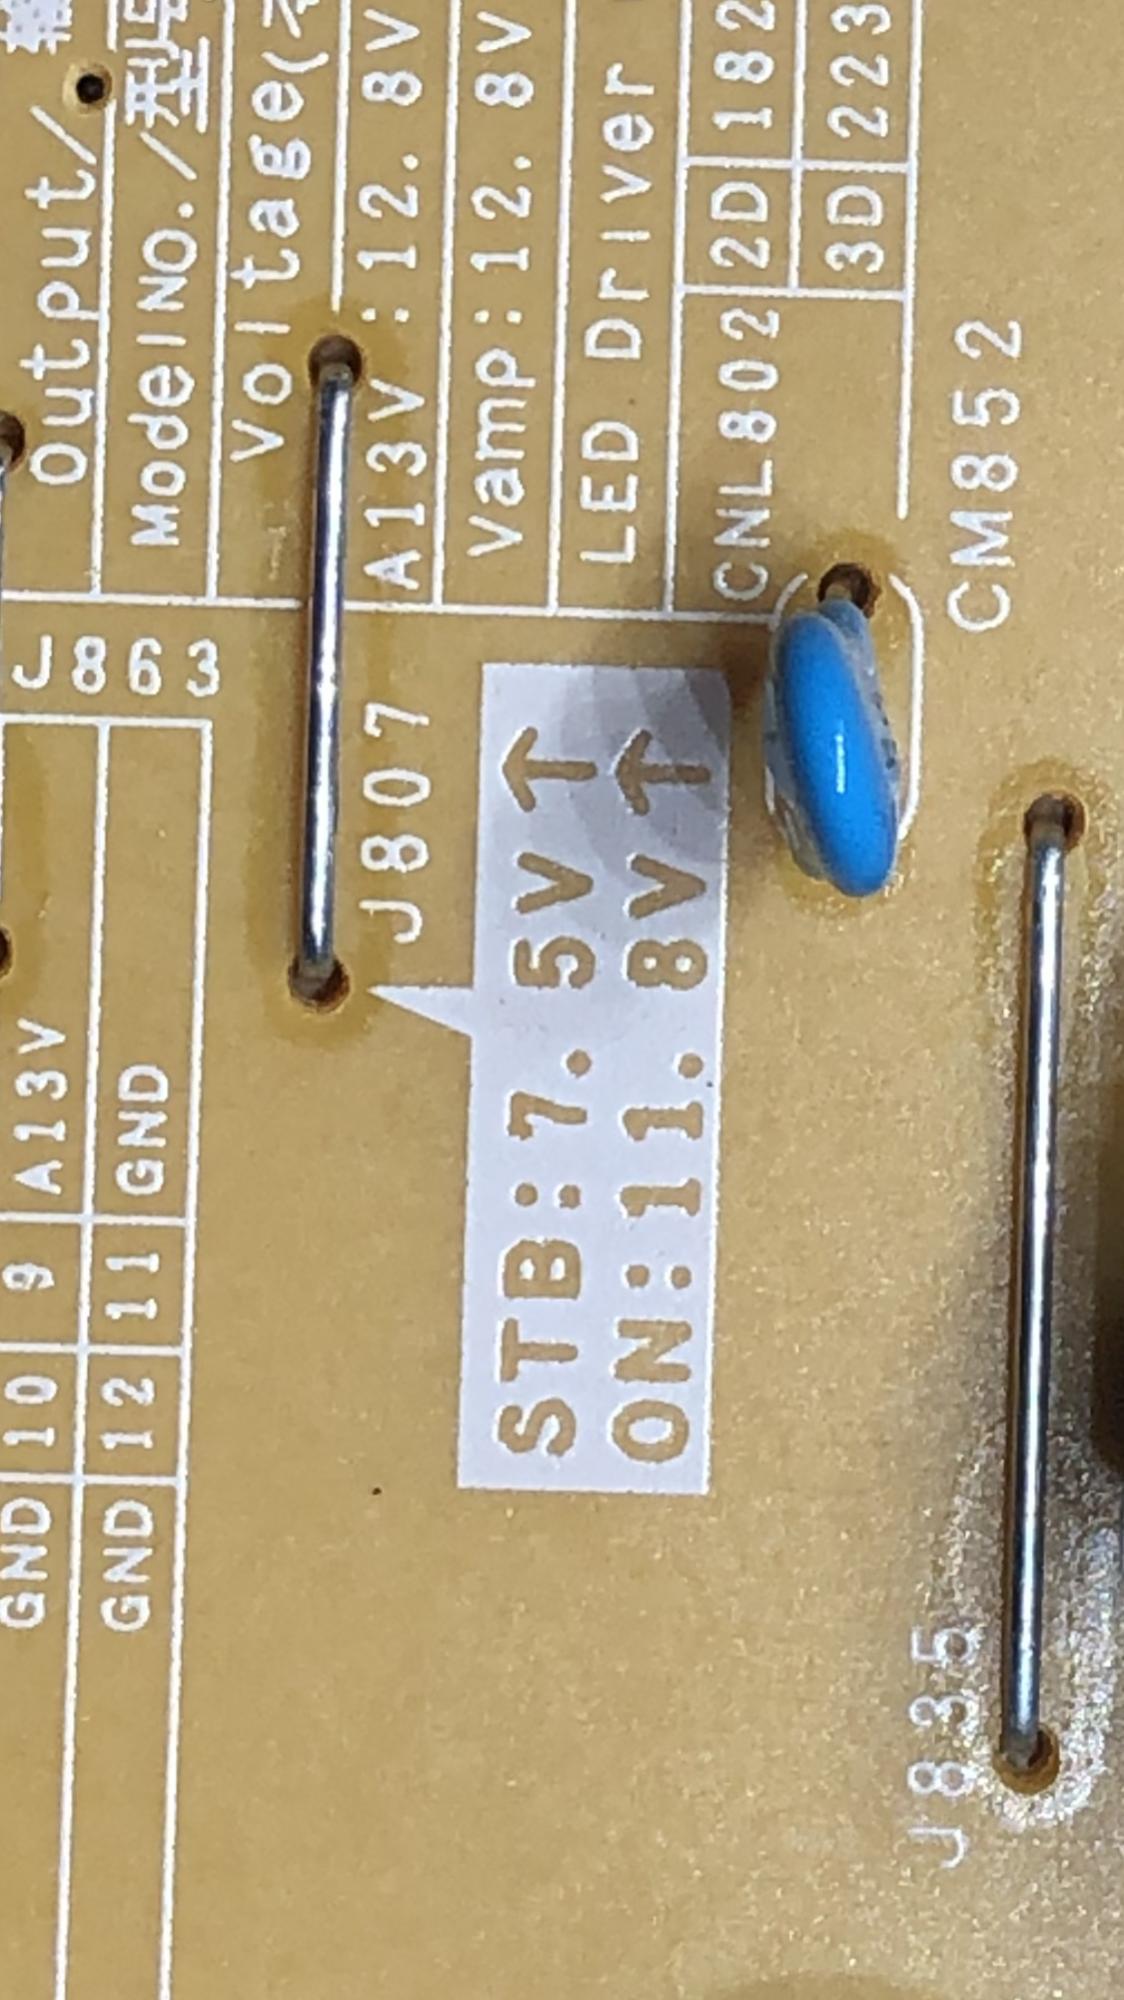 Output/
ModelNO./型号
Voltage(
A13V :12. 8V
Vamp:12. 8V
LED Driver
CNL802 2D 182
3D 223
CM852
J863
J807
STB:7. 5V↑
ON:11. 8V↑
GND 10 9 A13V
GND 12 11 GND
J835